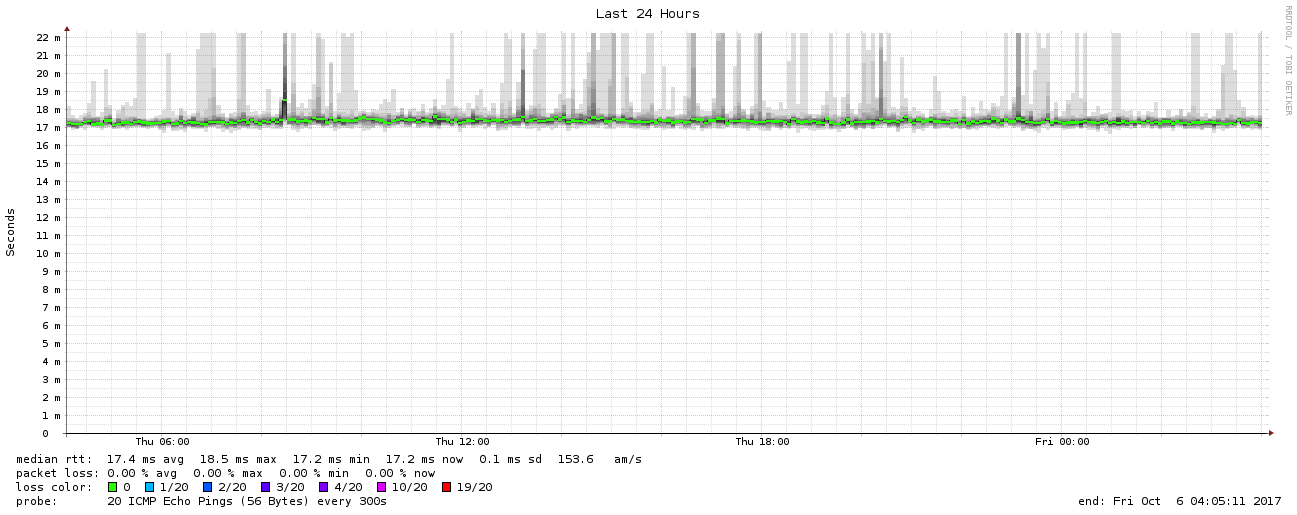 Last 24 Hours
RRDTOOL / TOBI OETIKER
Seconds
22 m
21 m
20 m
19 m
18 m
17 m
16 m
15 m
14 m
13 m
12 m
11 m
10 m
9 m
8 m
7 m
6 m
5 m
4 m
3 m
2 m
1 m
0
Thu 06:00 Thu 12:00 Thu 18:00 Fri 00:00
median rtt: 17.4 ms avg 18.5 ms max 17.2 ms min 17.2 ms now 0.1 ms sd 153.6 am/s
packet loss: 0.00 % avg 0.00 % max 0.00 % min 0.00 % now
loss color: 0 1/20 2/20 3/20 4/20 10/20 19/20
probe: 20 ICMP Echo Pings (56 Bytes) every 300s end: Fri Oct 6 04:05:11 2017